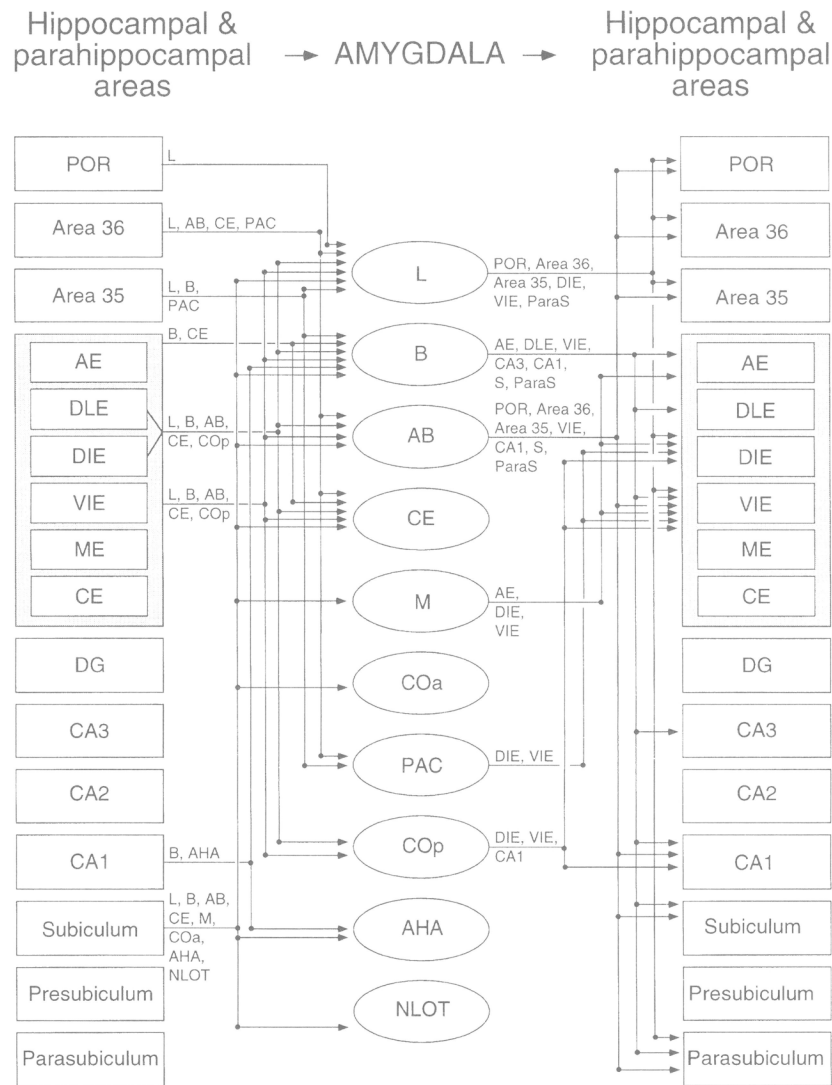 Hippocampal &
parahippocampal
areas
→ AMYGDALA →
Hippocampal &
parahippocampal
areas
POR
Area 36
Area 35
AE
DLE
DIE
VIE
ME
CE
DG
CA3
CA2
CA1
Subiculum
Presubiculum
Parasubiculum
L
L, AB, CE, PAC
L, B,
PAC
B, CE
L, B, AB,
CE, COp
L, B, AB,
CE, COp
B, AHA
L, B, AB,
CE, M,
COa,
AHA,
NLOT
L
B
AB
CE
M
COa
PAC
COp
AHA
NLOT
POR, Area 36,
Area 35, DIE,
VIE, ParaS
AE, DLE, VIE,
CA3, CA1,
S, ParaS
POR, Area 36,
Area 35, VIE,
CA1, S,
ParaS
AE,
DIE,
VIE
DIE, VIE
DIE, VIE,
CA1
POR
Area 36
Area 35
AE
DLE
DIE
VIE
ME
CE
DG
CA3
CA2
CA1
Subiculum
Presubiculum
Parasubiculum